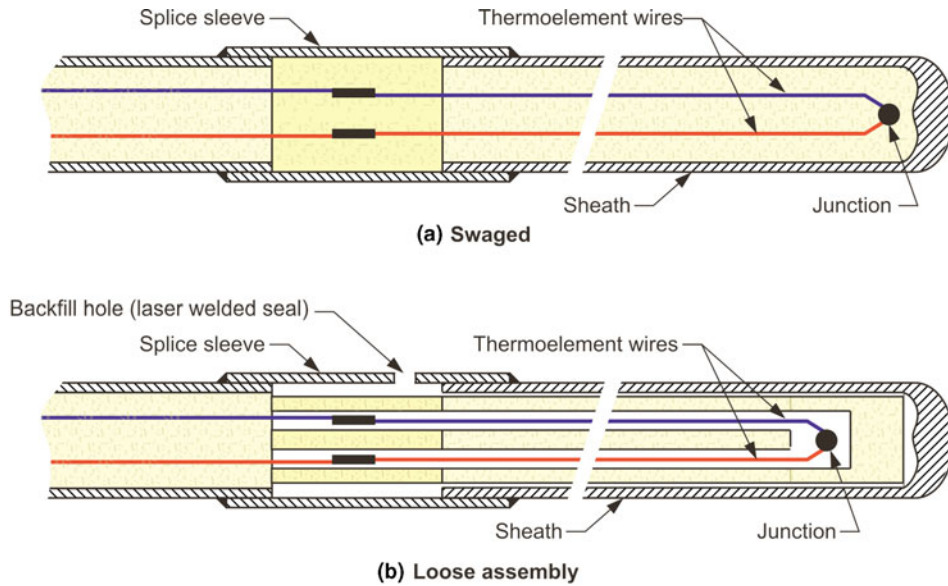 Splice sleeve
Thermoelement wires
Sheath
Junction
(a) Swaged
Backfill hole (laser welded seal)
Splice sleeve
Thermoelement wires
Sheath
Junction
(b) Loose assembly